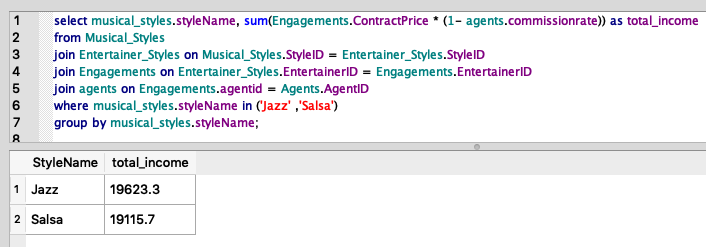 1 select musical_styles.styleName, sum(Engagements.ContractPrice * (1- agents.commissionrate)) as total_income
2 from Musical_Styles
3 join Entertainer_Styles on Musical_Styles.StyleID = Entertainer_Styles.StyleID
4 join Engagements on Entertainer_Styles.EntertainerID = Engagements.EntertainerID
5 join agents on Engagements.agentid = Agents.AgentID
6 where musical_styles.styleName in ('Jazz' ,'Salsa')
7 group by musical_styles.styleName;
8
StyleName total_income
1 Jazz 19623.3
2 Salsa 19115.7